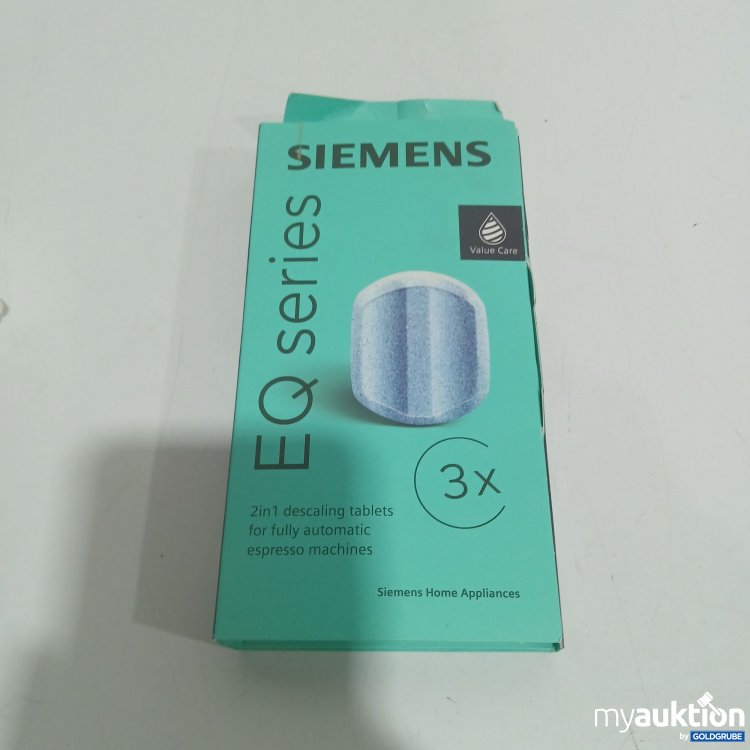 SIEMENS
EQ series
Value Care
3x
2in1 descaling tablets
for fully automatic
espresso machines
Siemens Home Appliances
myauktion
by GOLDGRUBE